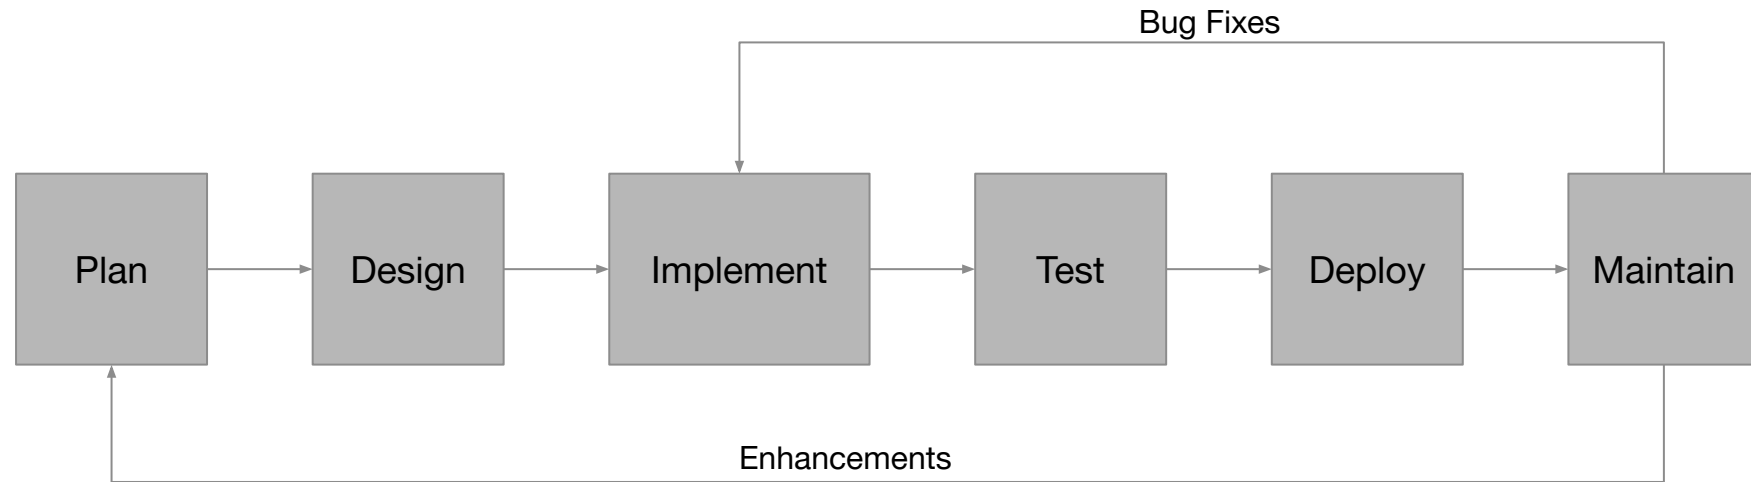 Bug Fixes
Plan
Design
Implement
Test
Deploy
Maintain
Enhancements